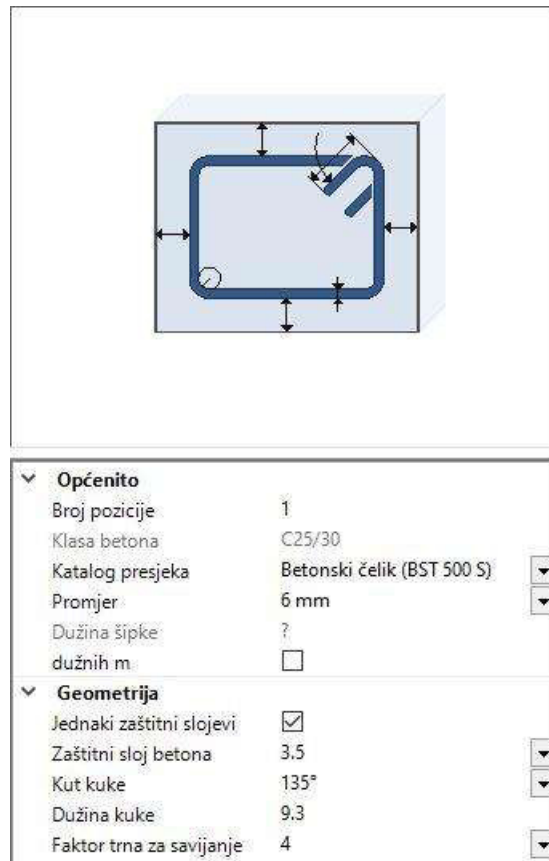 Općenito
Broj pozicije 1
Klasa betona C25/30
Katalog presjeka Betonski čelik (BST 500 S)
Promjer 6 mm
Dužina šipke ?
dužnih m
Geometrija
Jednaki zaštitni slojevi
Zaštitni sloj betona 3.5
Kut kuke 135°
Dužina kuke 9.3
Faktor trna za savijanje 4